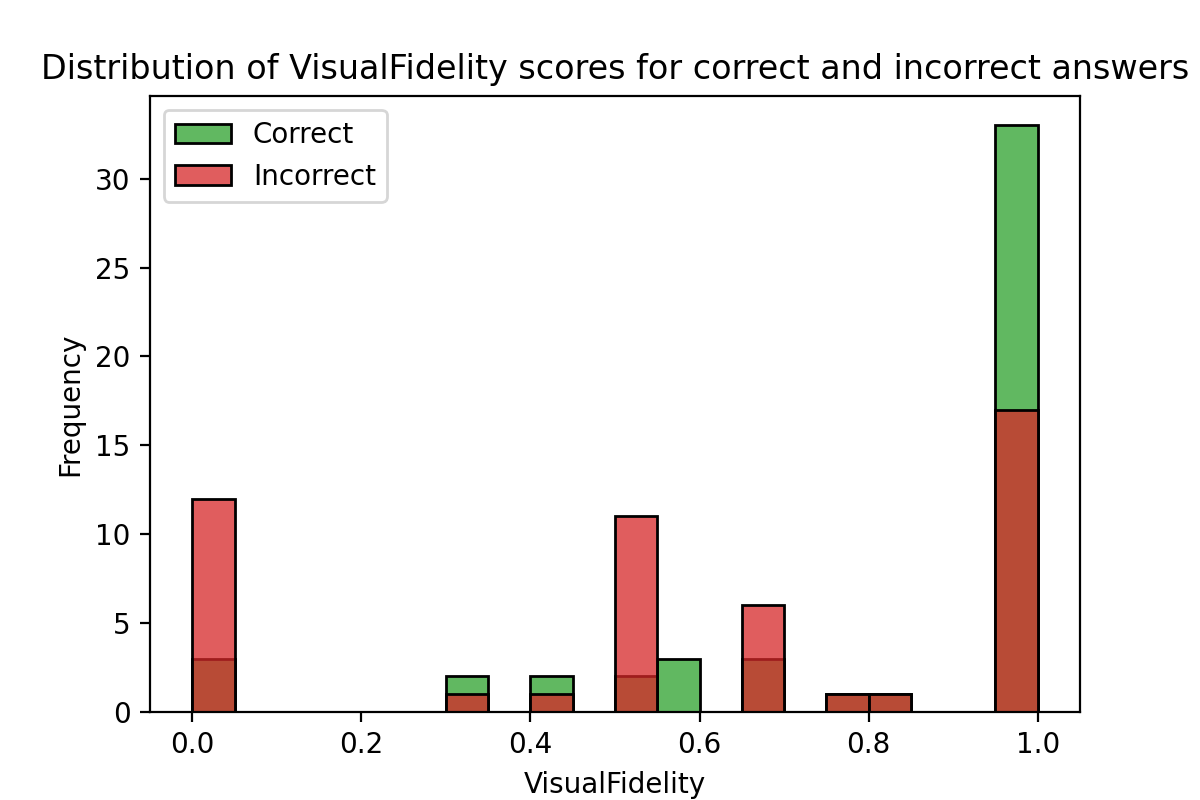 Distribution of VisualFidelity scores for correct and incorrect answers
Correct
Incorrect
Frequency
30
25
20
15
10
5
0
0.0 0.2 0.4 0.6 0.8 1.0
VisualFidelity